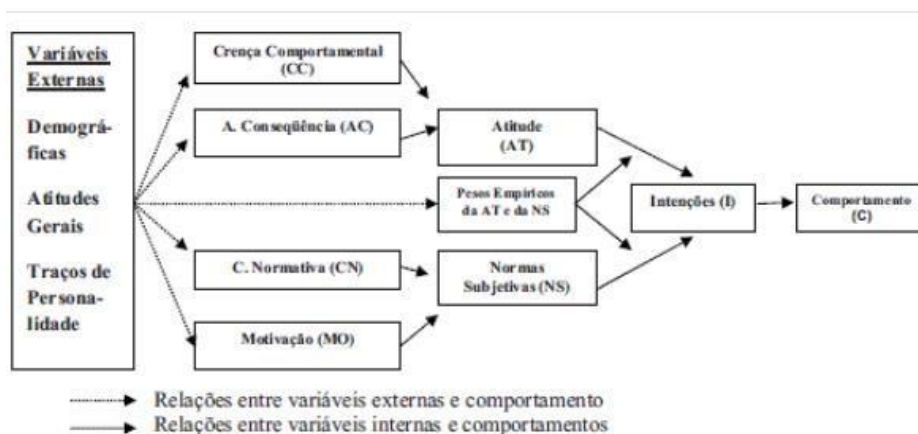 Variáveis
Externas
Demográ-
ficas
Atitudes
Gerais
Traços de
Persona-
lidade
Crença Comportamental
(CC)
A. Conseqüência (AC)
C. Normativa (CN)
Motivação (MO)
Atitude
(AT)
Pesos Empíricos
da AT e da NS
Normas
Subjetivas (NS)
Intenções (I)
Comportamento
(C)
Relações entre variáveis externas e comportamento
Relações entre variáveis internas e comportamentos